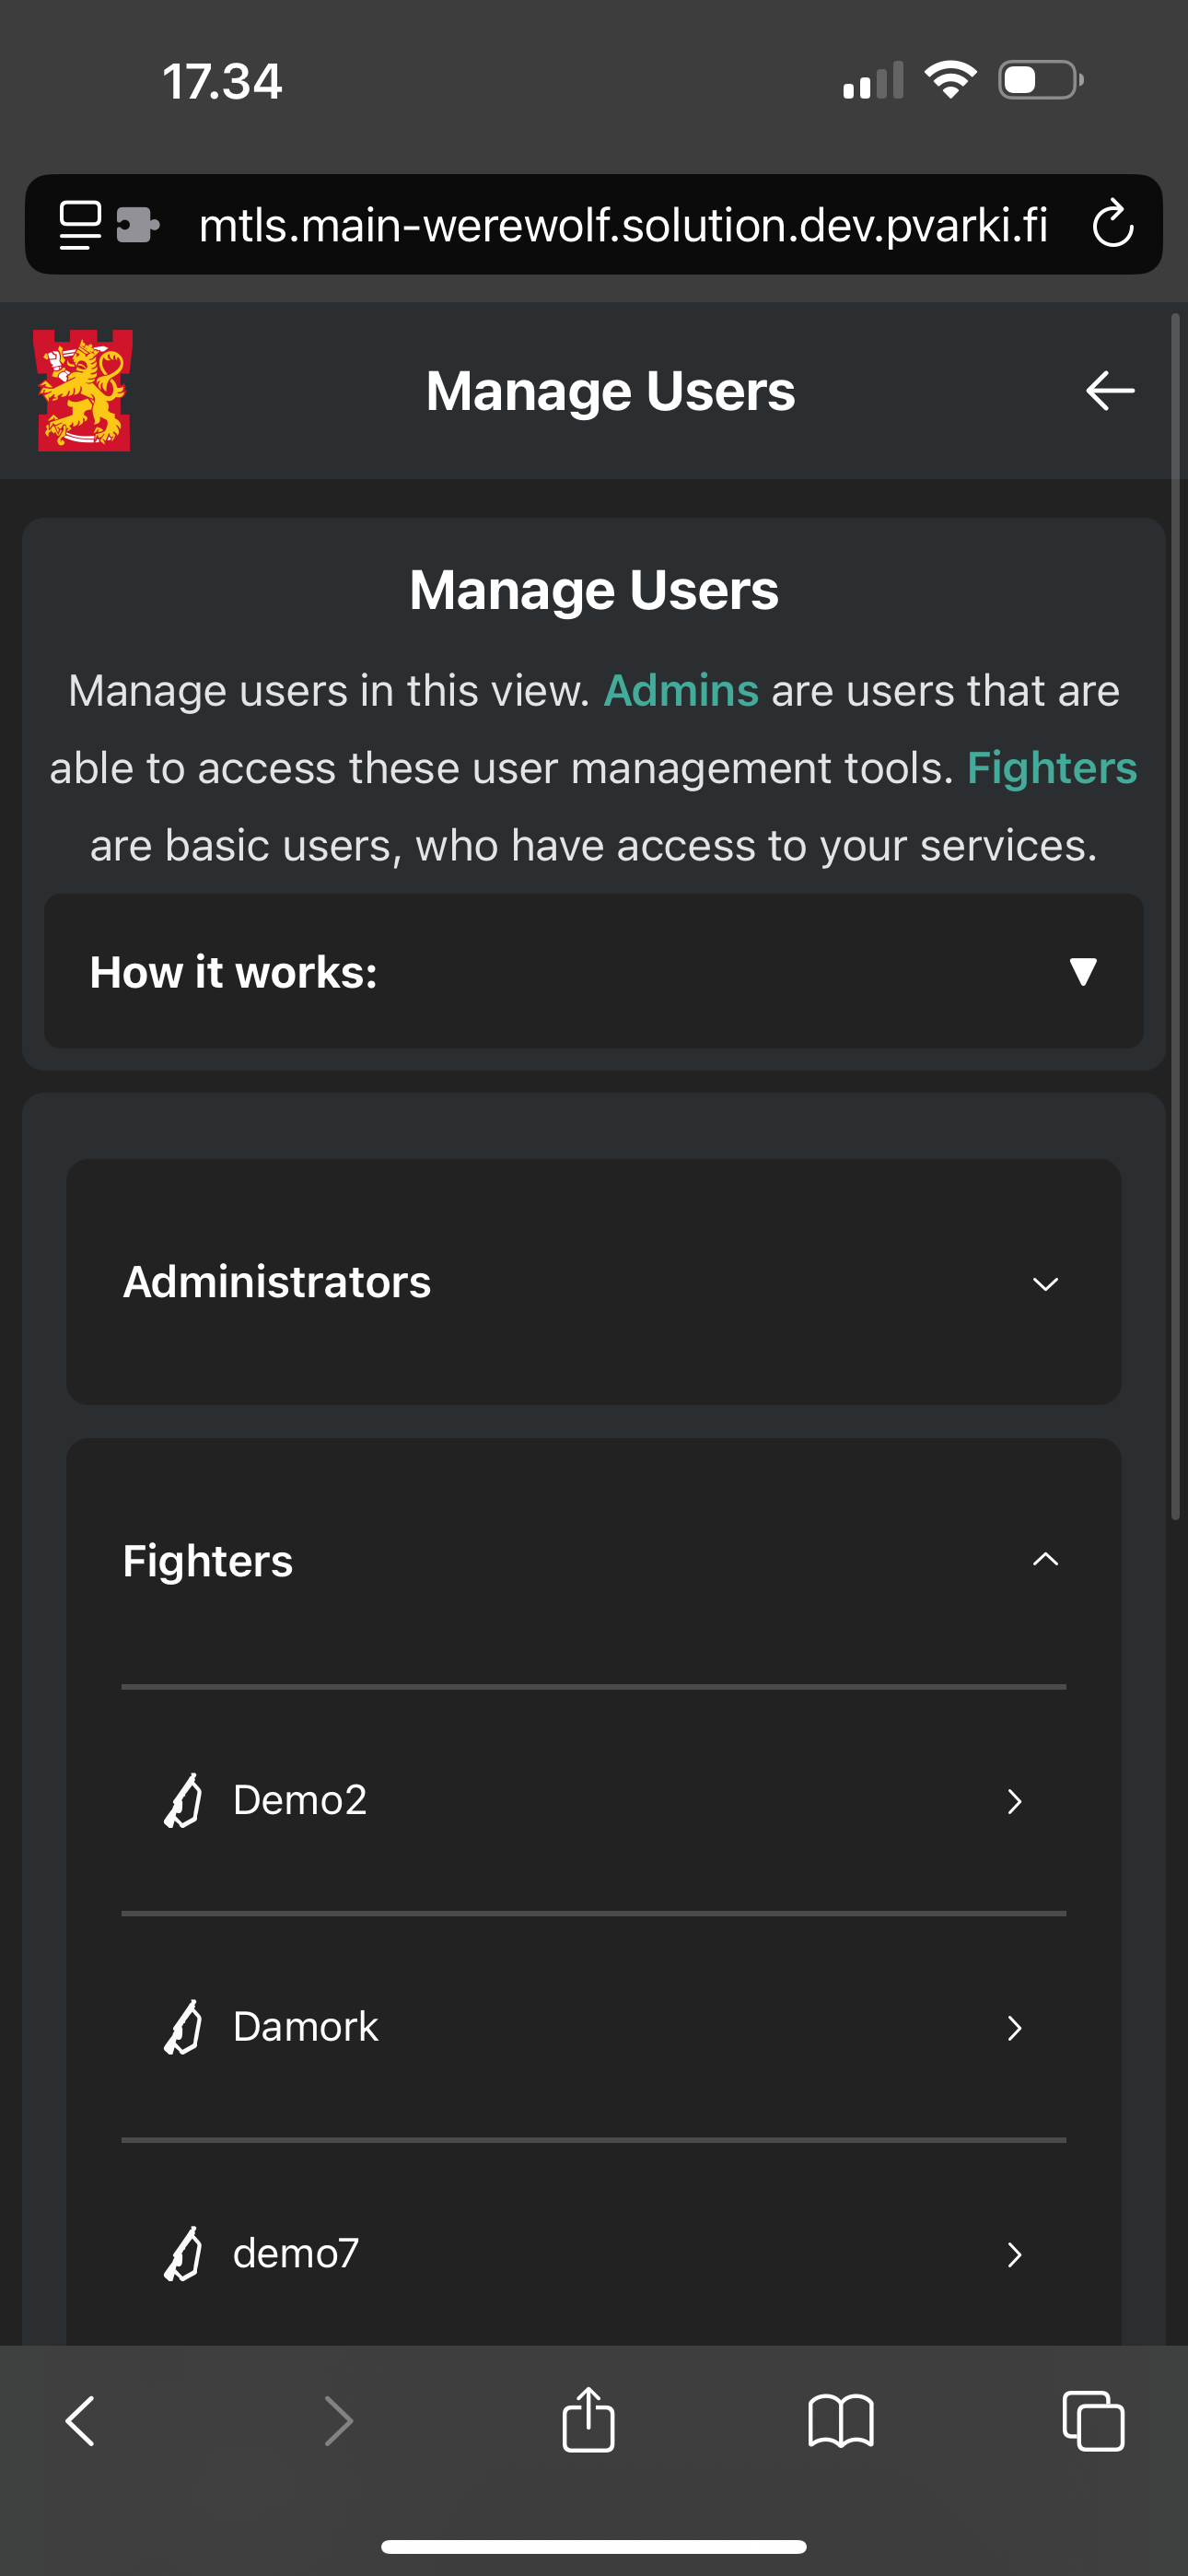 17.34
mtls.main-werewolf.solution.dev.pvarki.fi
Manage Users
Manage Users
Manage users in this view. Admins are users that are
able to access these user management tools. Fighters
are basic users, who have access to your services.
How it works:
Administrators
Fighters
Demo2
Damork
demo7